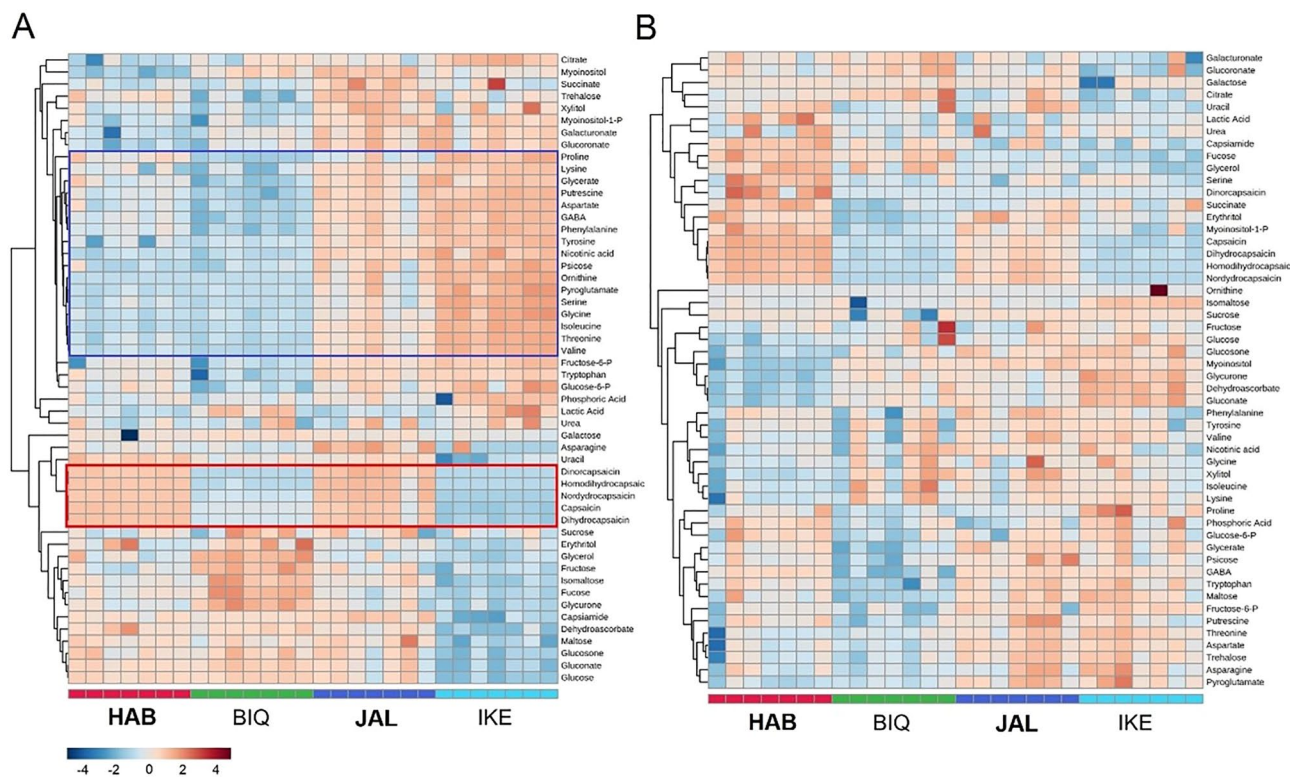 A
Citrate
Myoinositol
Succinate
Trehalose
Xylitol
Myoinositol-1-P
Galacturonate
Glucoronate
Proline
Lysine
Glycerate
Putrescine
Aspartate
GABA
Phenylalanine
Tyrosine
Nicotinic acid
Psicose
Ornithine
Pyroglutamate
Serine
Glycine
Isoleucine
Threonine
Valine
Fructose-6-P
Tryptophan
Glucose-6-P
Phosphoric Acid
Lactic Acid
Urea
Galactose
Asparagine
Uracil
Dinorcapsaicin
Homodihydrocapsaic
Nordydrocapsaicin
Capsaicin
Dihydrocapsaicin
Sucrose
Erythritol
Glycerol
Fructose
Isomaltose
Fucose
Glycurone
Capsiamide
Dehydroascorbate
Maltose
Glucosone
Gluconate
Glucose
HAB BIQ JAL IKE
-4 -2 0 2 4
B
Galacturonate
Glucoronate
Galactose
Citrate
Uracil
Lactic Acid
Urea
Capsiamide
Fucose
Glycerol
Serine
Dinorcapsaicin
Succinate
Erythritol
Myoinositol-1-P
Capsaicin
Dihydrocapsaicin
Homodihydrocapsaic
Nordydrocapsaicin
Ornithine
Isomaltose
Sucrose
Fructose
Glucose
Glucosone
Myoinositol
Glycurone
Dehydroascorbate
Gluconate
Phenylalanine
Tyrosine
Valine
Nicotinic acid
Glycine
Xylitol
Isoleucine
Lysine
Proline
Phosphoric Acid
Glucose-6-P
Glycerate
Psicose
GABA
Tryptophan
Maltose
Fructose-6-P
Putrescine
Threonine
Aspartate
Trehalose
Asparagine
Pyroglutamate
HAB BIQ JAL IKE